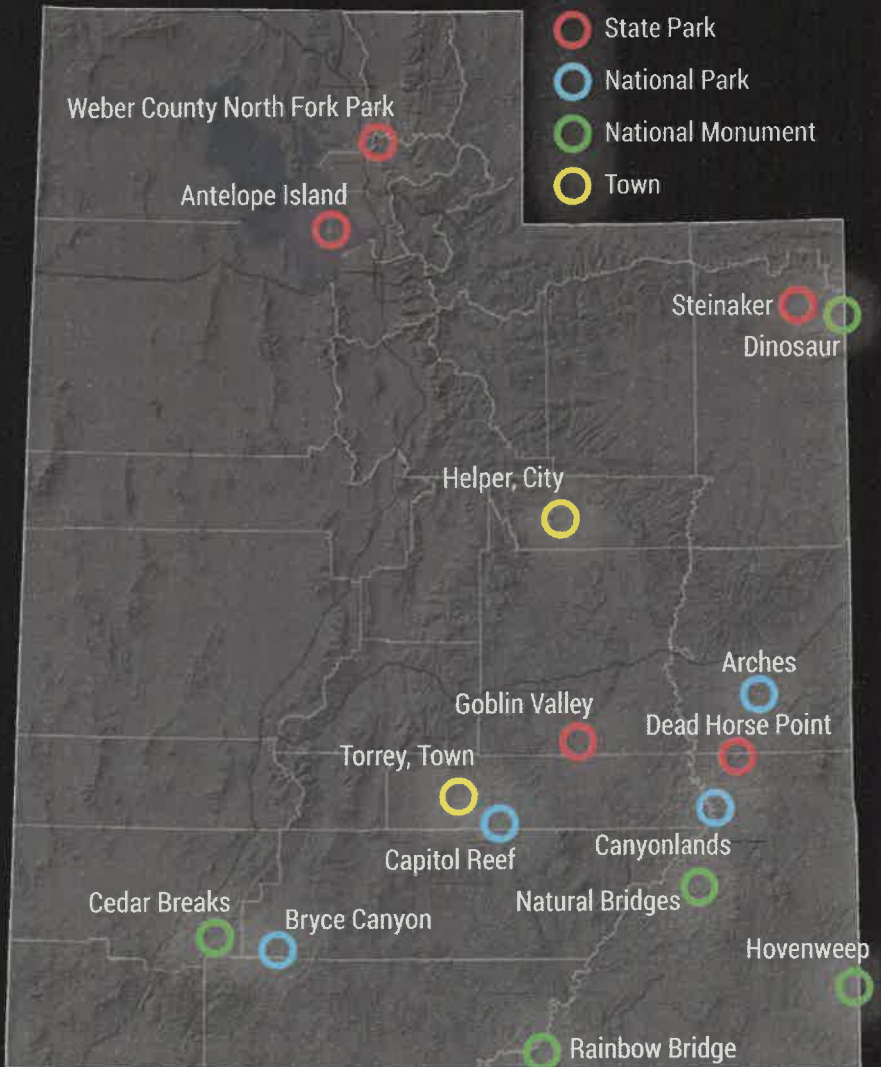 State Park
National Park
National Monument
Town
Weber County North Fork Park
Antelope Island
Steinaker
Dinosaur
Helper, City
Arches
Goblin Valley
Dead Horse Point
Torrey, Town
Canyonlands
Capitol Reef
Natural Bridges
Cedar Breaks
Bryce Canyon
Hovenweep
Rainbow Bridge